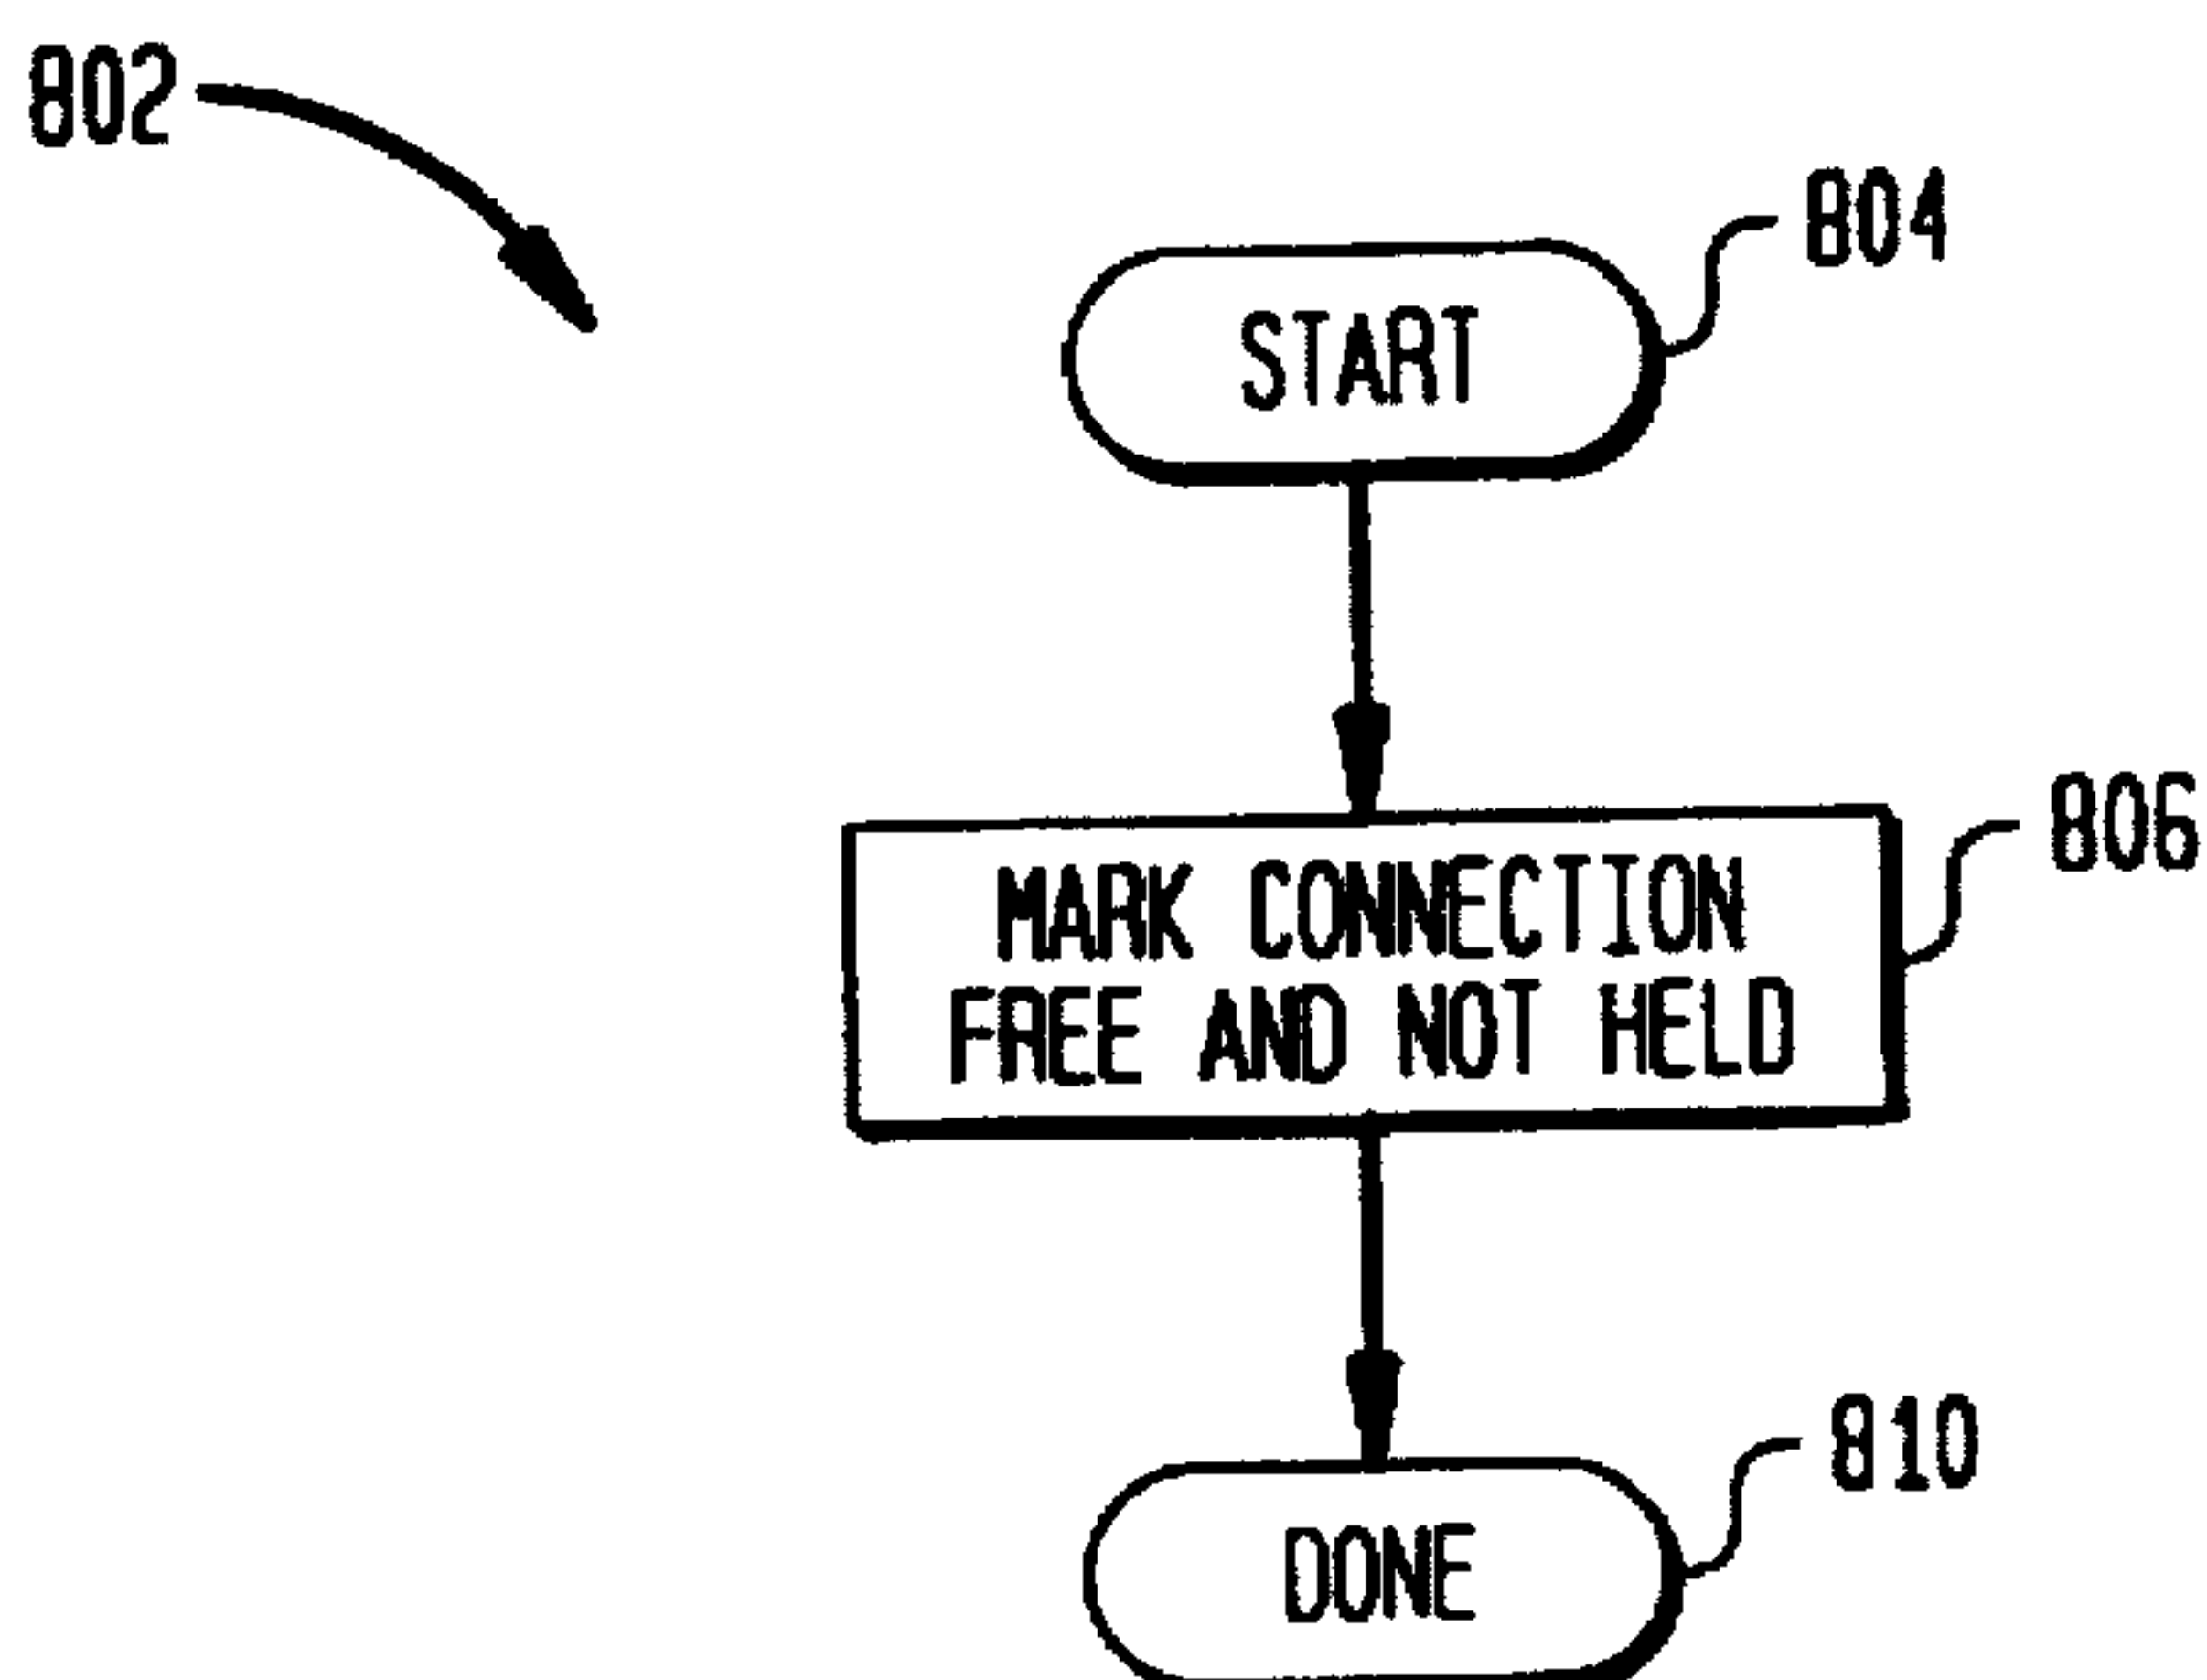 802
804
START
806
MARK CONNECTION
FREE AND NOT HELD
810
DONE